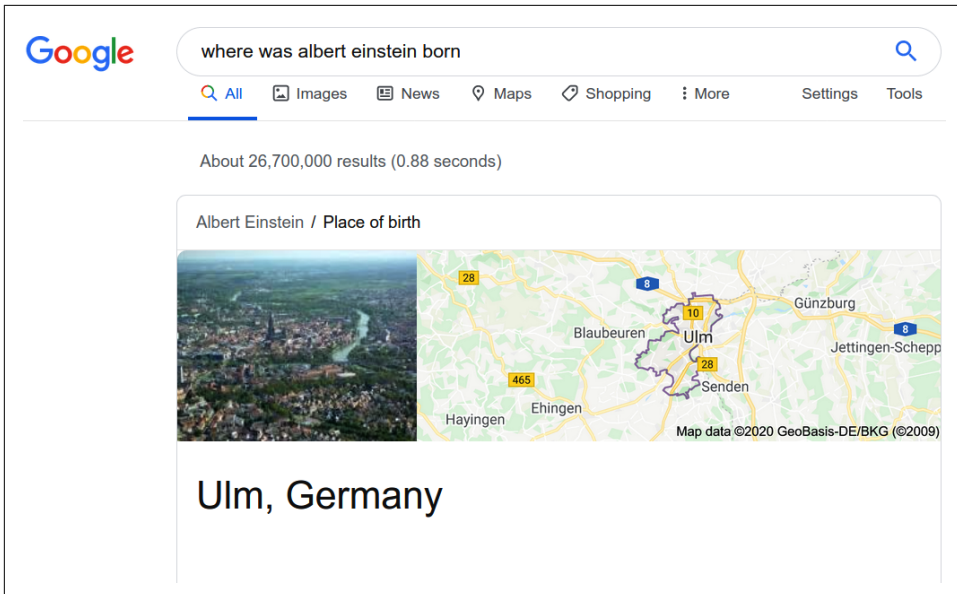 Google
where was albert einstein born
All Images News Maps Shopping More Settings Tools
About 26,700,000 results (0.88 seconds)
Albert Einstein / Place of birth
28
8
Günzburg
10
Blaubeuren
Ulm
8
Jettingen-Schepp
28
465
Senden
Ehingen
Hayingen
Map data ©2020 GeoBasis-DE/BKG (©2009)
Ulm, Germany